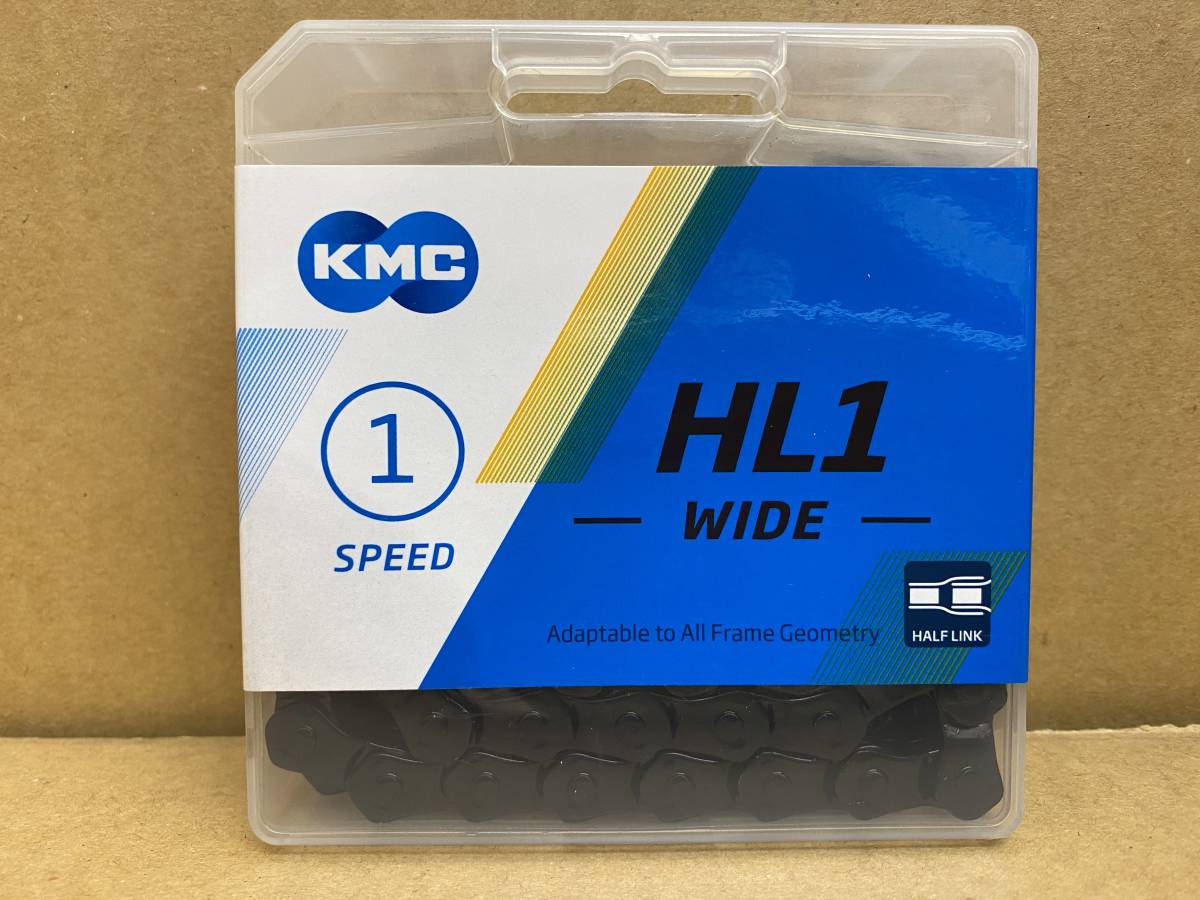 KMC
1
SPEED
HL1
WIDE
Adaptable to All Frame Geometry
HALF LINK